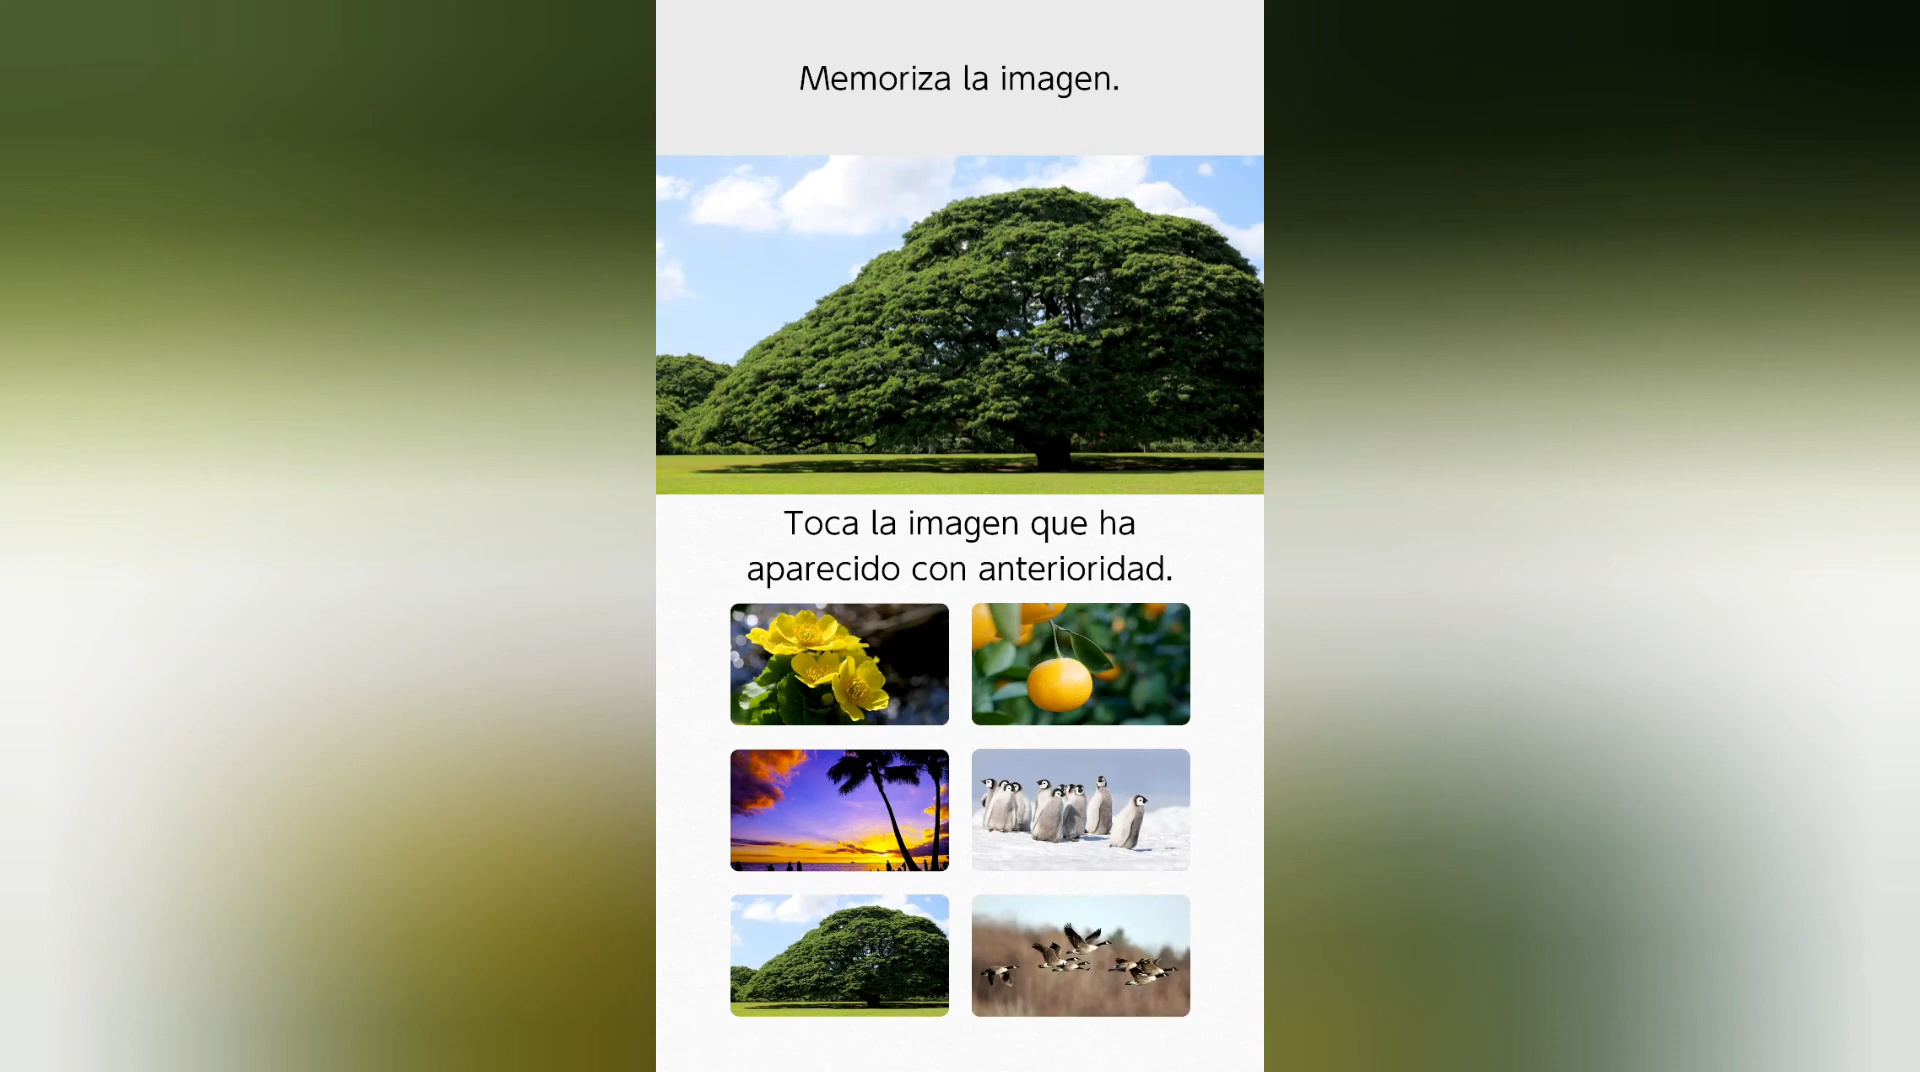 Memoriza la imagen.
Toca la imagen que ha
aparecido con anterioridad.